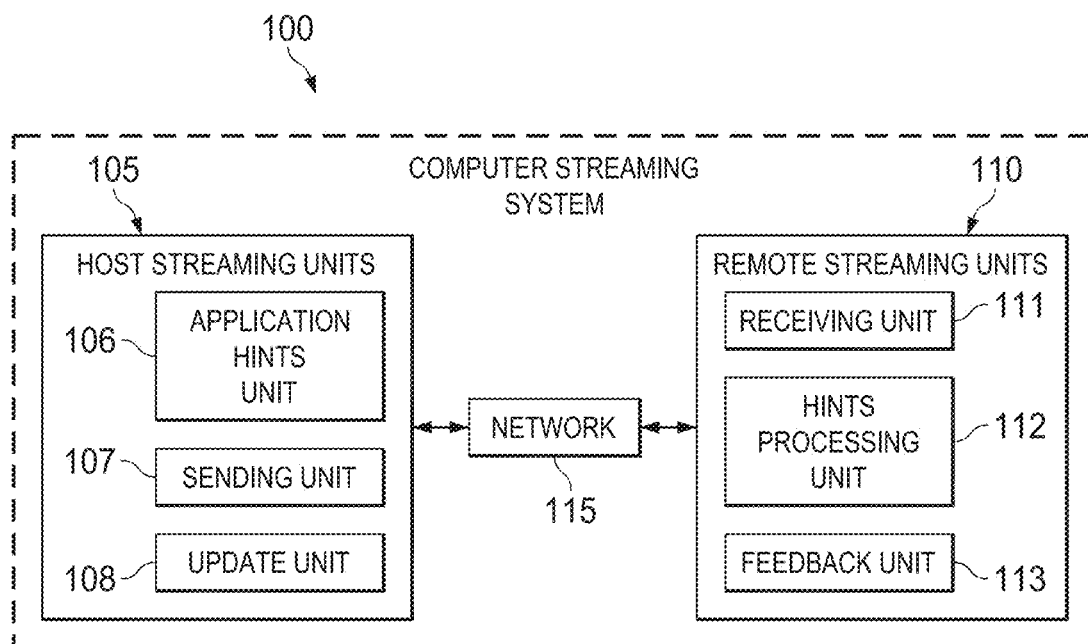 100
COMPUTER STREAMING
SYSTEM
105
110
HOST STREAMING UNITS
106
APPLICATION
HINTS
UNIT
107
SENDING UNIT
108
UPDATE UNIT
NETWORK
115
REMOTE STREAMING UNITS
RECEIVING UNIT
111
HINTS
PROCESSING
UNIT
112
FEEDBACK UNIT
113